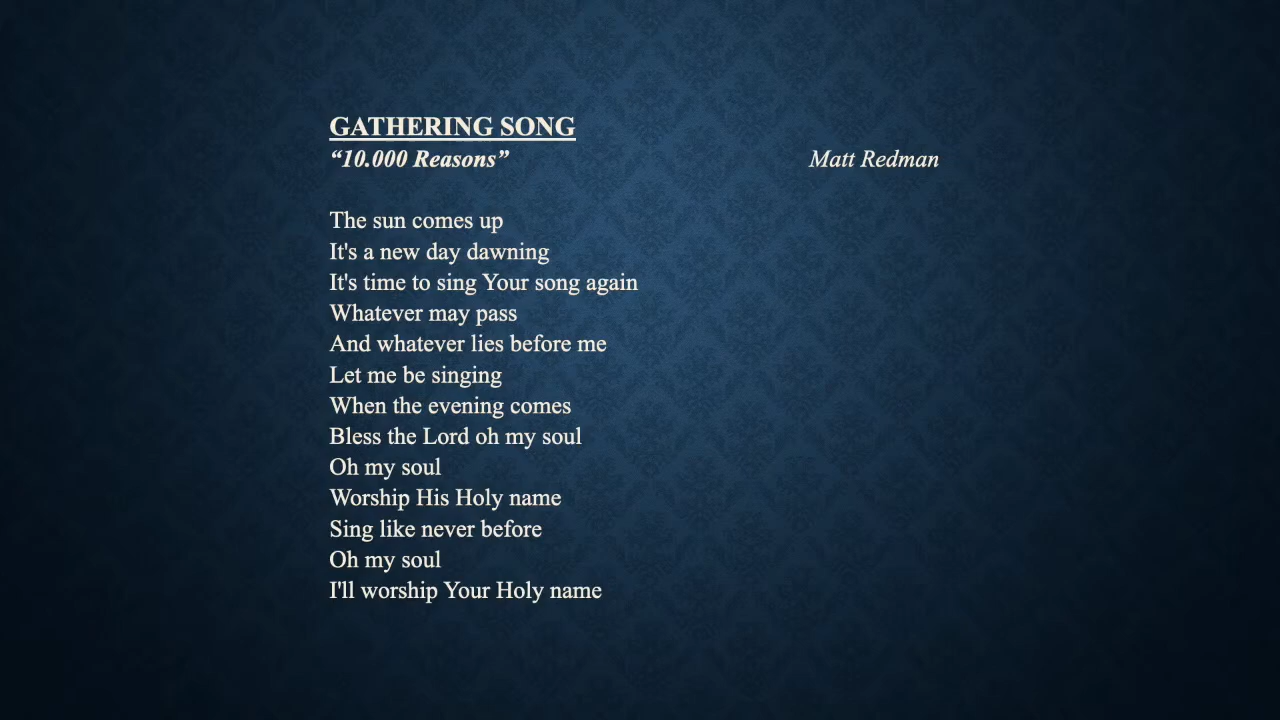 GATHERING SONG
“10.000 Reasons” Matt Redman
The sun comes up
It's a new day dawning
It's time to sing Your song again
Whatever may pass
And whatever lies before me
Let me be singing
When the evening comes
Bless the Lord oh my soul
Oh my soul
Worship His Holy name
Sing like never before
Oh my soul
I'll worship Your Holy name